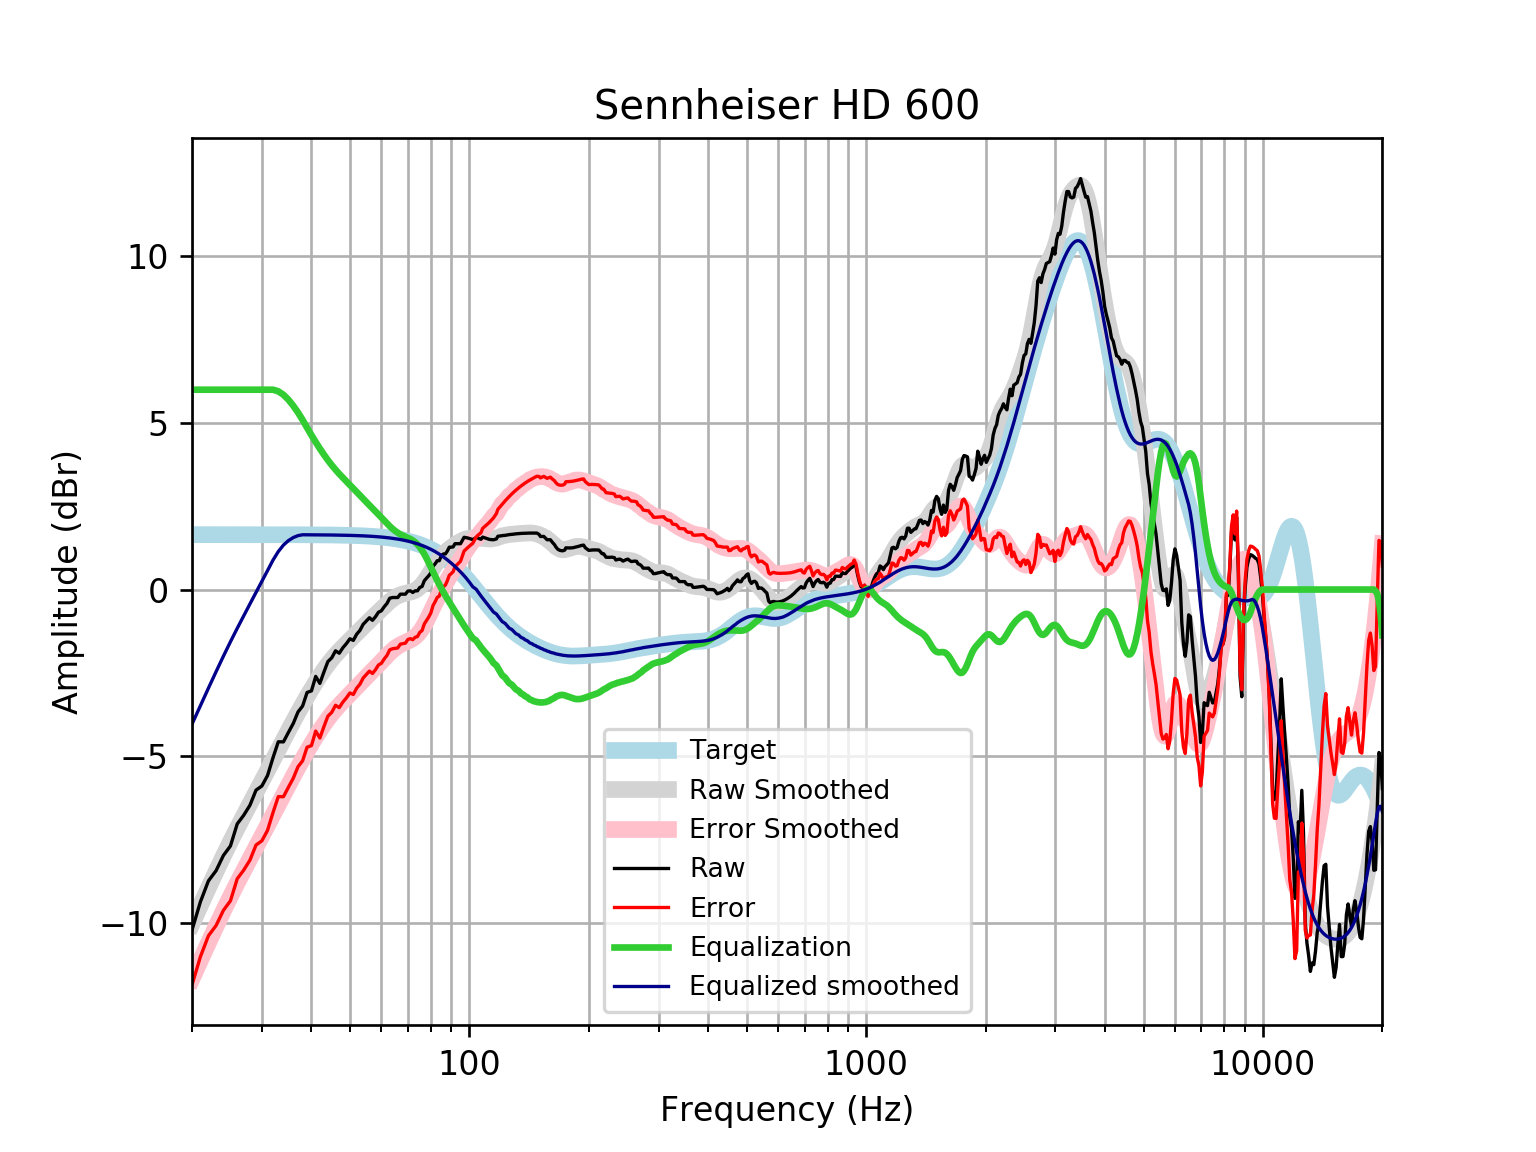 Sennheiser HD 600
10
5
0
−5
−10
Amplitude (dBr)
Target
Raw Smoothed
Error Smoothed
Raw
Error
Equalization
Equalized smoothed
100
1000
10000
Frequency (Hz)